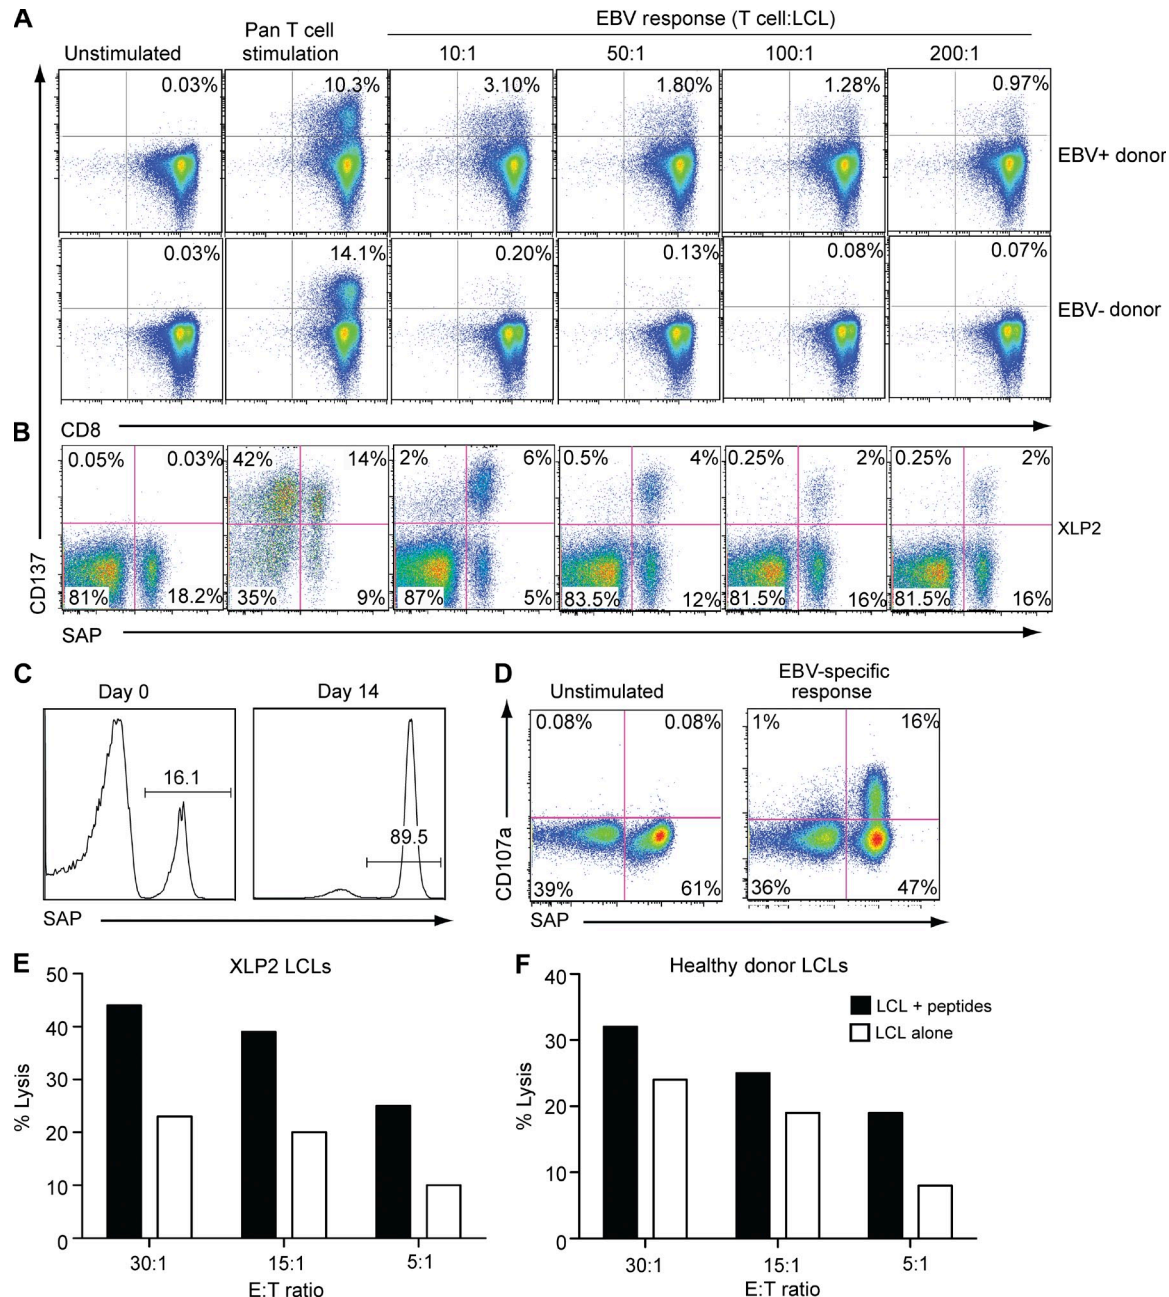 A
EBV response (T cell:LCL)
Pan T cell
stimulation
Unstimulated
10:1
50:1
100:1
200:1
0.03%
10.3%
3.10%
1.80%
1.28%
0.97%
EBV+ donor
0.03%
14.1%
0.20%
0.13%
0.08%
0.07%
EBV- donor
CD8
B
0.05%
0.03%
42%
14%
2%
6%
0.5%
4%
0.25%
2%
0.25%
2%
XLP2
CD137
81%
18.2%
35%
9%
87%
5%
83.5%
12%
81.5%
16%
81.5%
16%
SAP
C
Day 0
Day 14
16.1
89.5
SAP
D
Unstimulated
EBV-specific
response
0.08%
0.08%
1%
16%
CD107a
39%
61%
36%
47%
SAP
E
XLP2 LCLs
50
40
30
20
10
0
% Lysis
30:1
15:1
5:1
E:T ratio
F
Healthy donor LCLs
LCL + peptides
LCL alone
40
30
20
10
0
% Lysis
30:1
15:1
5:1
E:T ratio